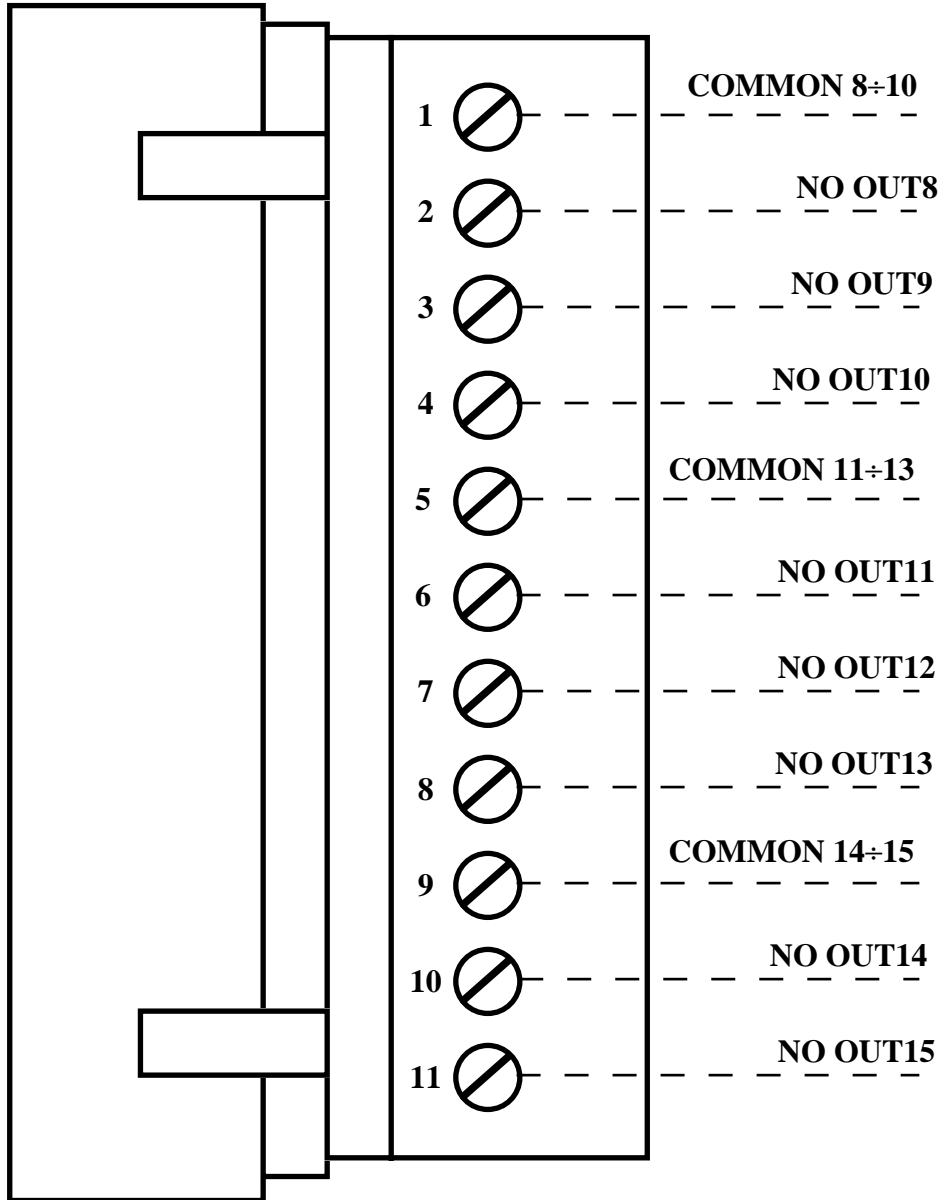 1 COMMON 8÷10
2 NO OUT8
3 NO OUT9
4 NO OUT10
5 COMMON 11÷13
6 NO OUT11
7 NO OUT12
8 NO OUT13
9 COMMON 14÷15
10 NO OUT14
11 NO OUT15